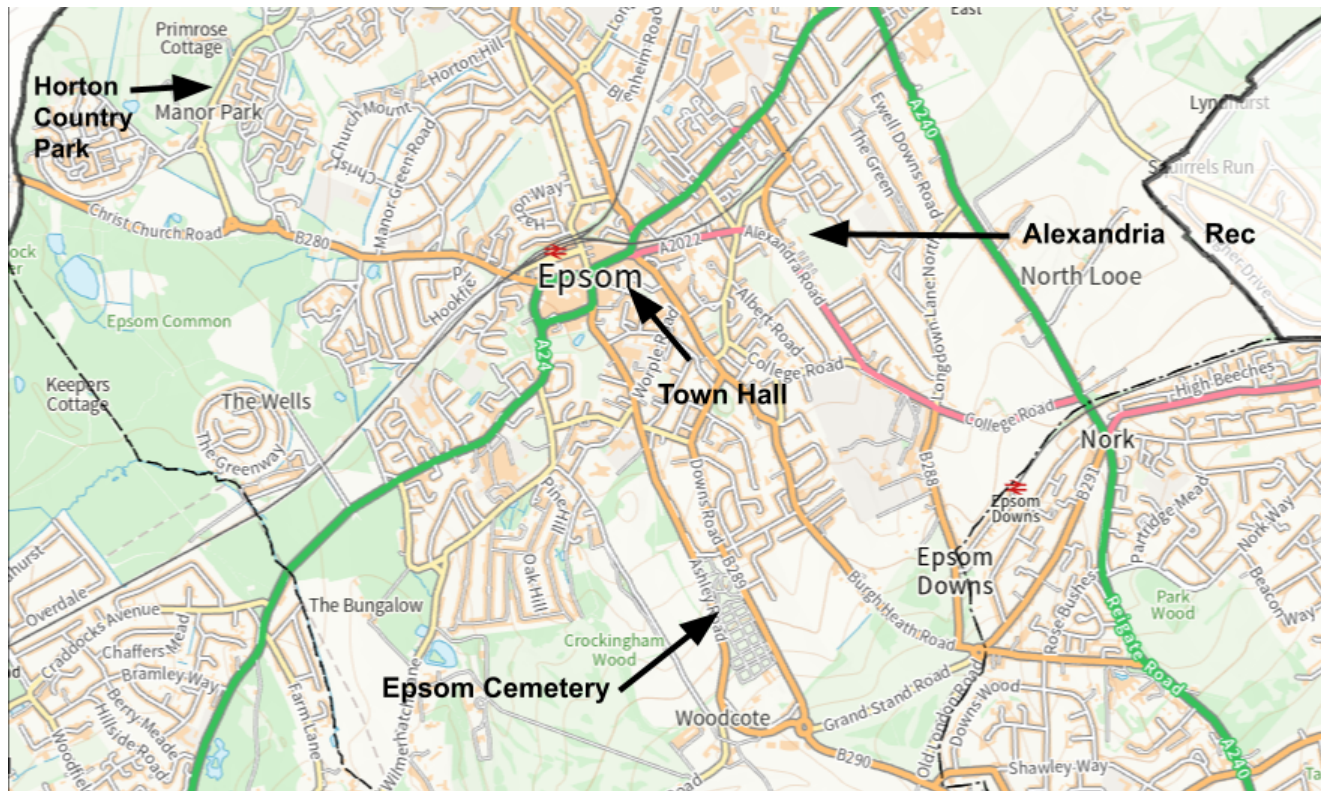 Primrose
Cottage
Horton
Country
Park
Manor Park
Horton Hill
Church Mount
Christ
Manor Green Road
Blenheim Road
East
A240
Ewell Downs Road
The Green
Lyndhurst
Squirrels Run
Christ Church Road
B280
Hookfield
Epsom
A2022
Alexandra Road
Alexandria Rec
North Looe
Longdown Lane North
Albert Road
Epsom Common
A24
Worple Road
Town Hall
College Road
College Road
High Beeches
Keepers
Cottage
The Wells
The Greenway
Nork
B288
B291
Epsom
Downs
Partridge Mead
Nork Way
Beacon Way
Pine Hill
Oak Hill
Downs Road
B289
Ashley Road
Epsom
Downs
Burgh Heath Road
Rose Bushes
Park
Wood
Overdale
Craddocks Avenue
Chaffers Mead
Bramley Way
Berry Meade
Hillside Road
Farm Lane
The Bungalow
Wilmerhatch Lane
Crockingham
Wood
Epsom Cemetery
Woodcote
Grand Stand Road
B290
Old London Road
Downs Wood
Reigate Road
Shawley Way
A240